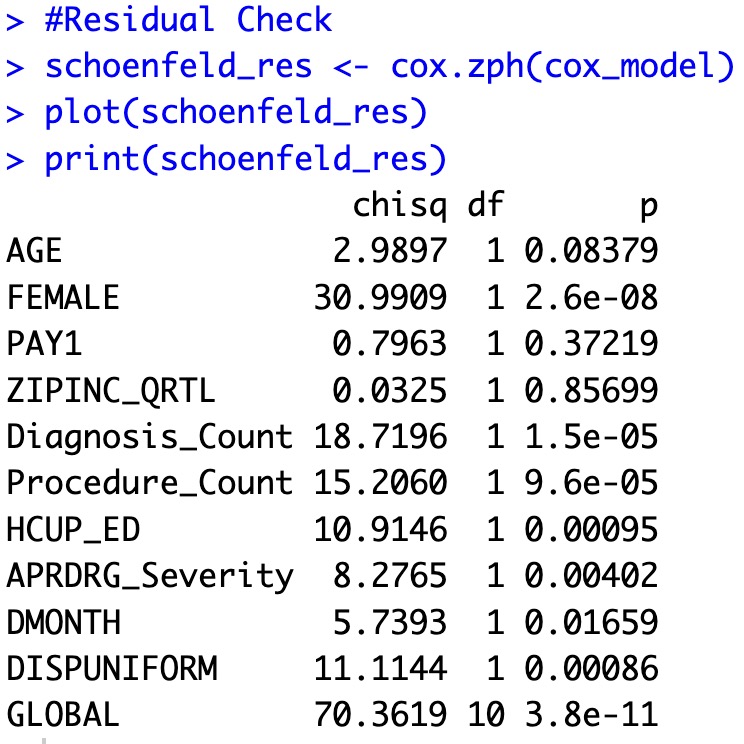 > #Residual Check
> schoenfeld_res <- cox.zph(cox_model)
> plot(schoenfeld_res)
> print(schoenfeld_res)
chisq df p
AGE 2.9897 1 0.08379
FEMALE 30.9909 1 2.6e-08
PAY1 0.7963 1 0.37219
ZIPINC_QRTL 0.0325 1 0.85699
Diagnosis_Count 18.7196 1 1.5e-05
Procedure_Count 15.2060 1 9.6e-05
HCUP_ED 10.9146 1 0.00095
APRDRG_Severity 8.2765 1 0.00402
DMONTH 5.7393 1 0.01659
DISPUNIFORM 11.1144 1 0.00086
GLOBAL 70.3619 10 3.8e-11